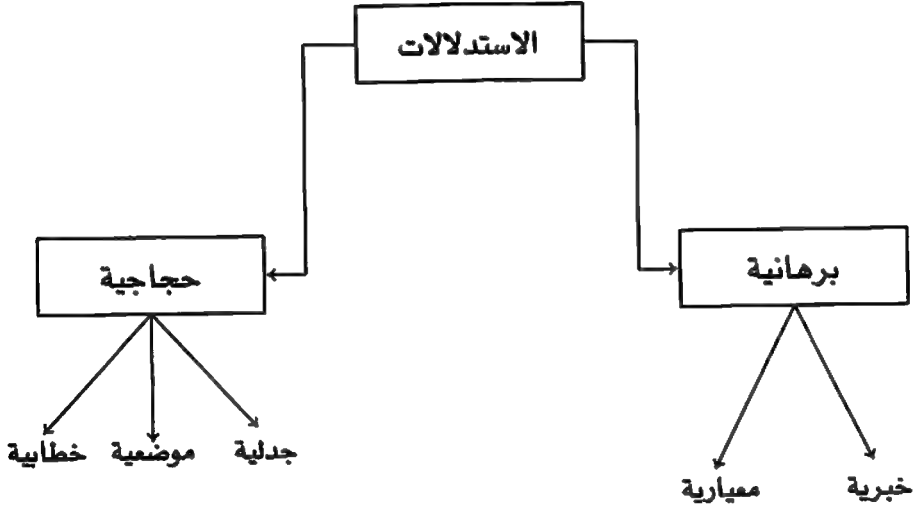 الاستدلالات
برهانية
حجاجية
خبرية
معيارية
جدلية
موضعية
خطابية